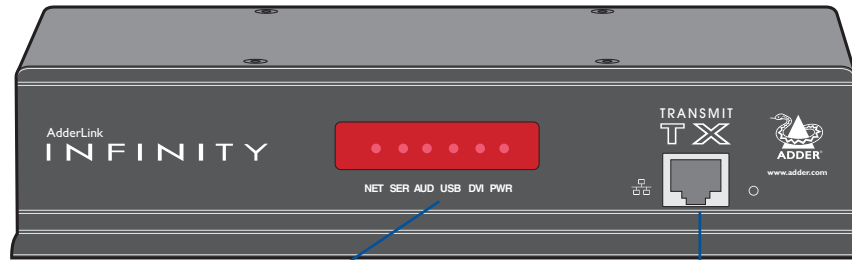 AdderLink
INFINITY
NET SER AUD USB DVI PWR
TRANSMIT
TX
ADDER®
www.adder.com